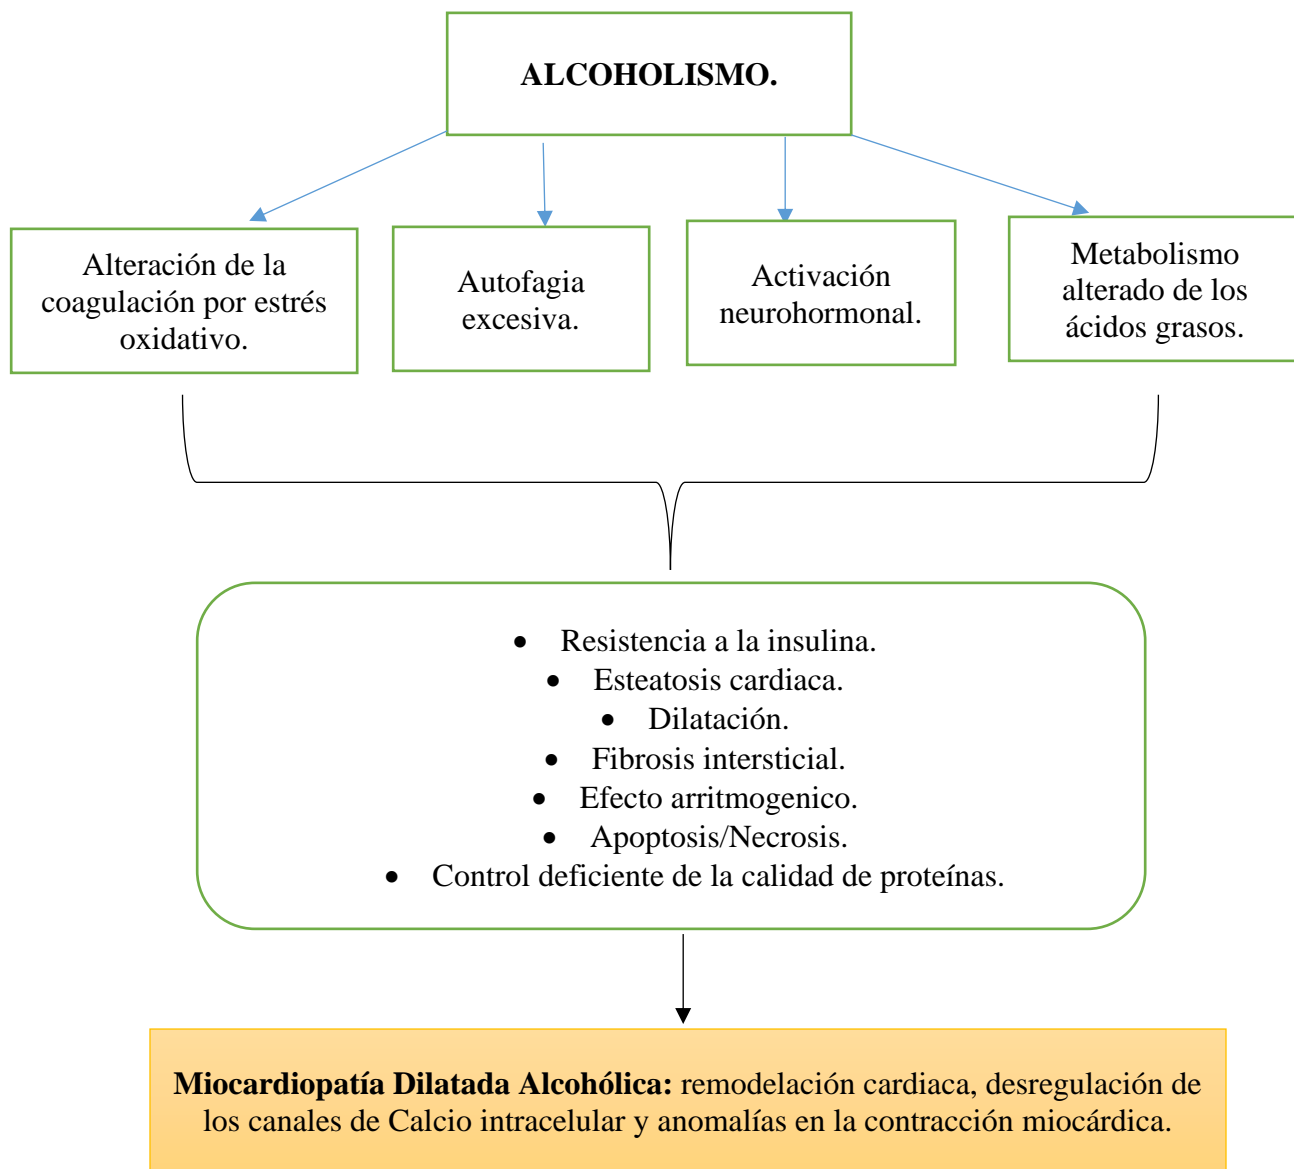 ALCOHOLISMO.
Alteración de la
coagulación por estrés
oxidativo.
Autofagia
excesiva.
Activación
neurohormonal.
Metabolismo
alterado de los
ácidos grasos.
• Resistencia a la insulina.
• Esteatosis cardiaca.
• Dilatación.
• Fibrosis intersticial.
• Efecto arritmogenico.
• Apoptosis/Necrosis.
• Control deficiente de la calidad de proteínas.
Miocardiopatía Dilatada Alcohólica: remodelación cardiaca, desregulación de
los canales de Calcio intracelular y anomalías en la contracción miocárdica.